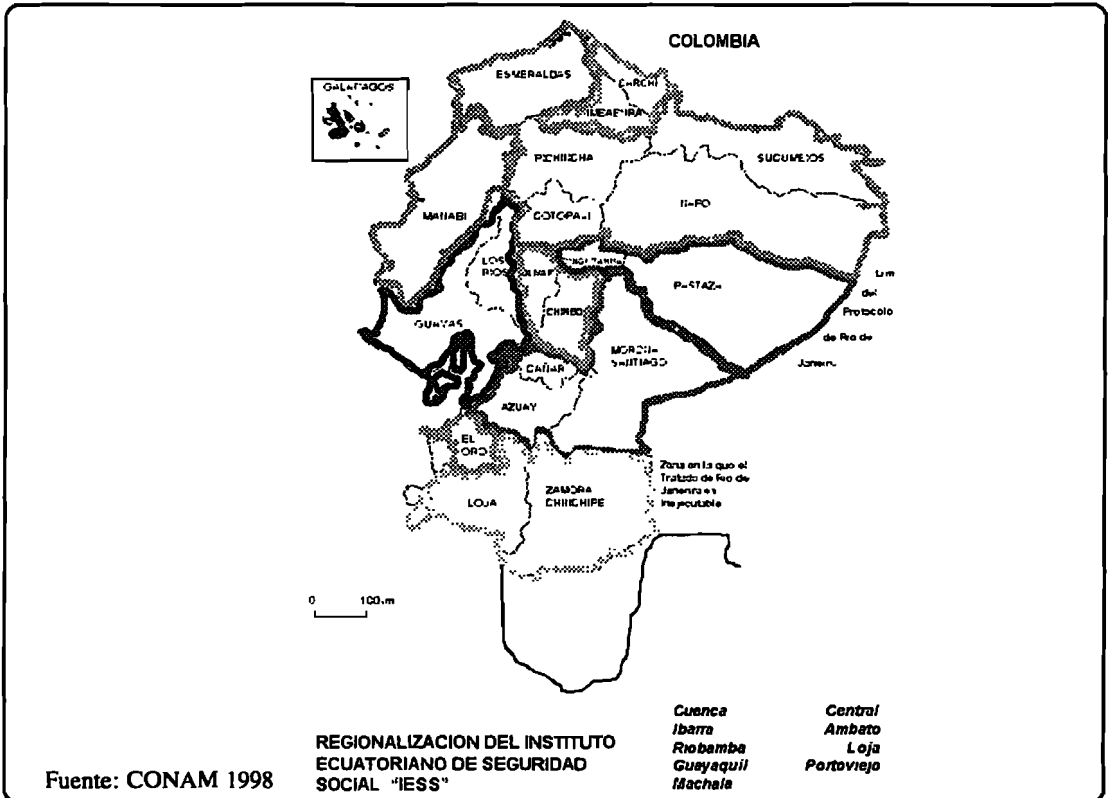 COLOMBIA
ESMERALDAS
CARCHI
GALAPAGOS
PICHINCHA
SUCUMBIOS
NAPO
MANABI
COTOPAXI
LOS
RIOS
PASTAZA
GUAYAS
MORONA
SANTIAGO
CAÑAR
AZUAY
EL
ORO
LOJA
ZAMORA
CHINCHIPE
del
Protocolo
de Rio de
Janeiro
Zona en la que el
Tratado de Rio de
Janeiro es
Inejecutable
0 100
REGIONALIZACION DEL INSTITUTO
ECUATORIANO DE SEGURIDAD
SOCIAL "IESS"
Cuenca Central
Ibarra Ambato
Riobamba Loja
Guayaquil Portoviejo
Machala
Fuente: CONAM 1998